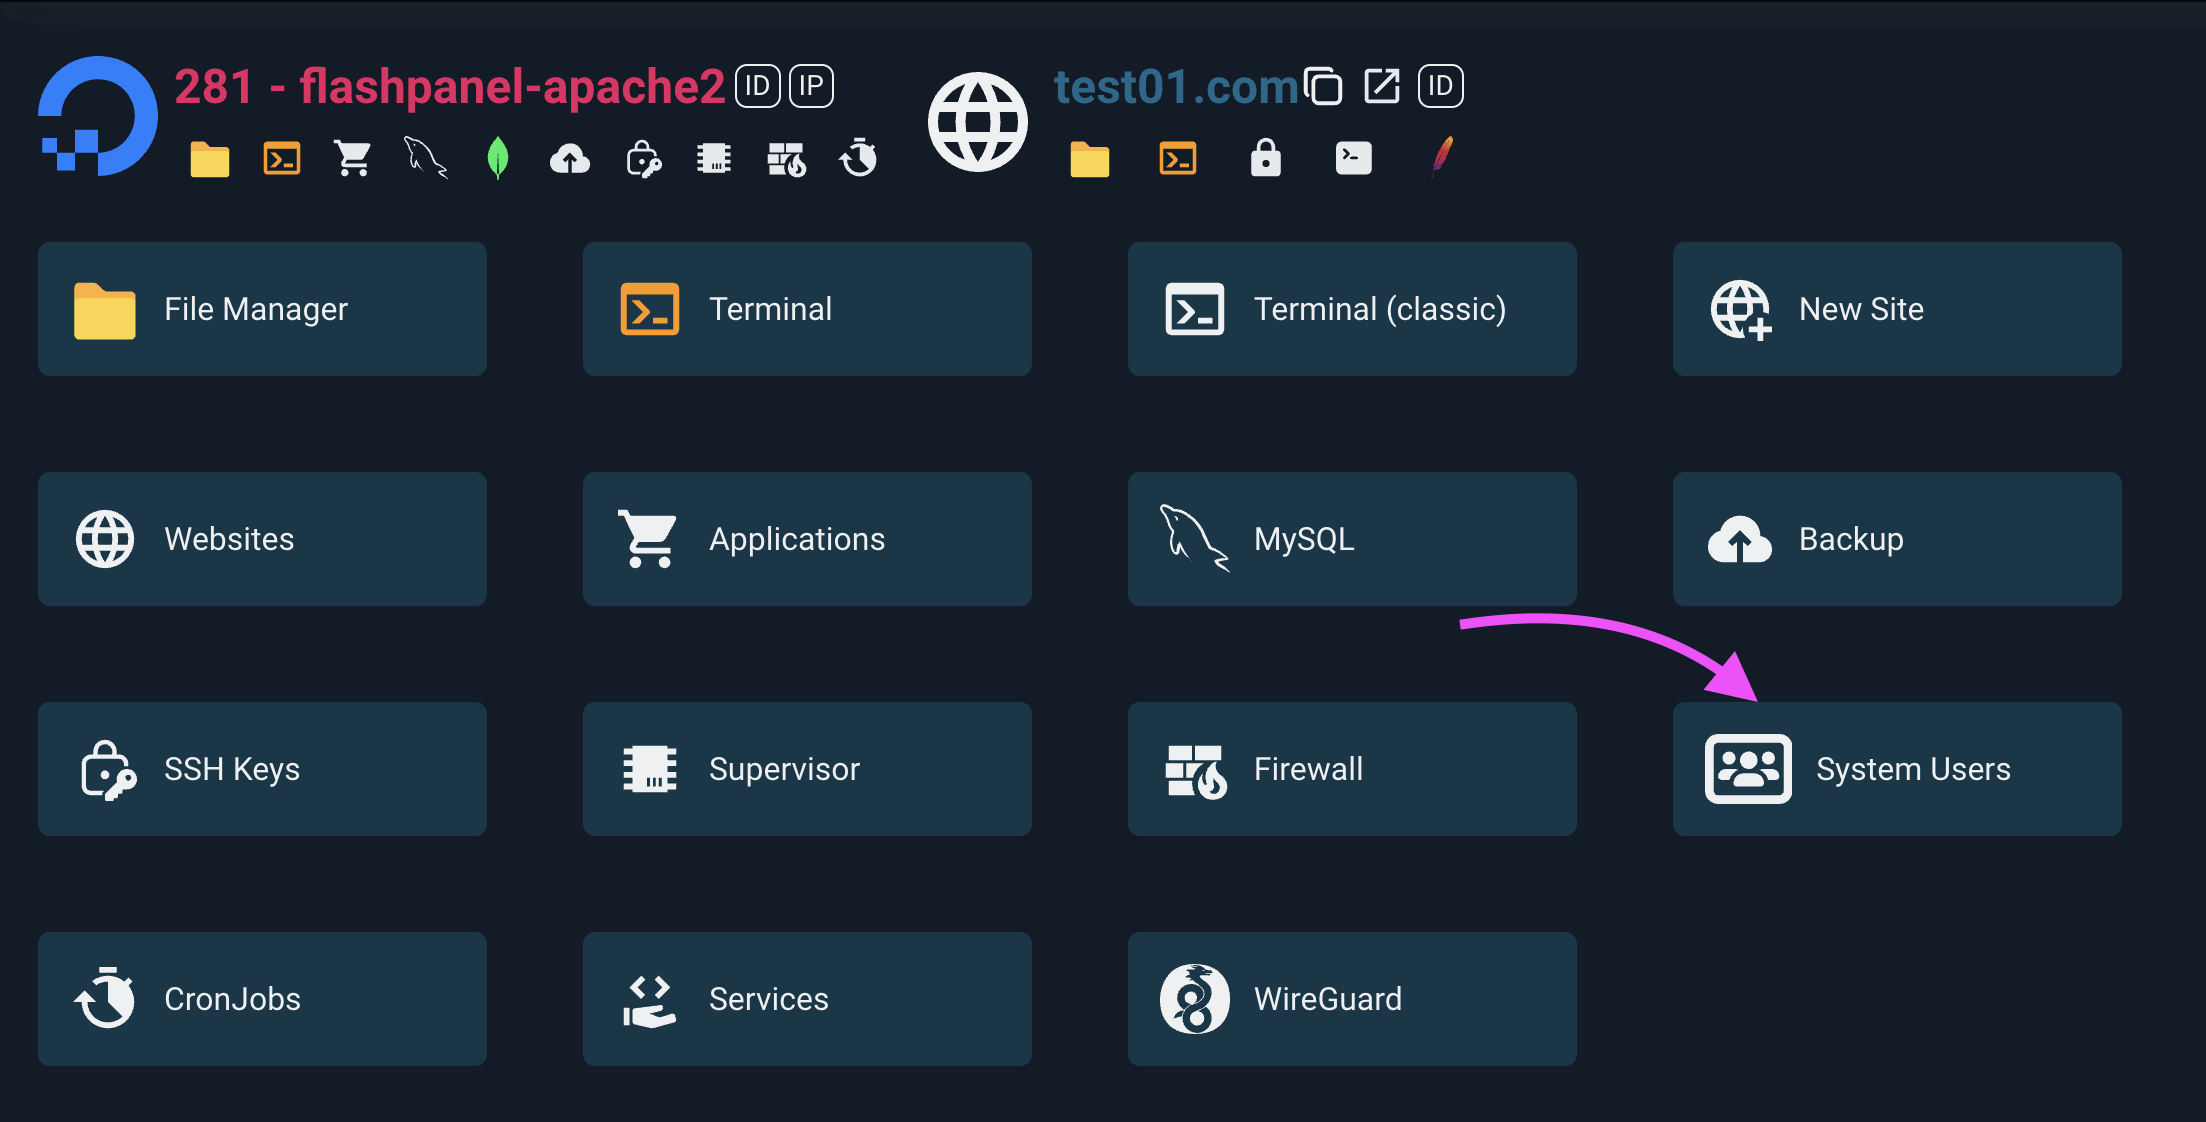 281 - flashpanel-apache2 ID IP
test01.com ID
File Manager
Terminal
Terminal (classic)
New Site
Websites
Applications
MySQL
Backup
SSH Keys
Supervisor
Firewall
System Users
CronJobs
Services
WireGuard